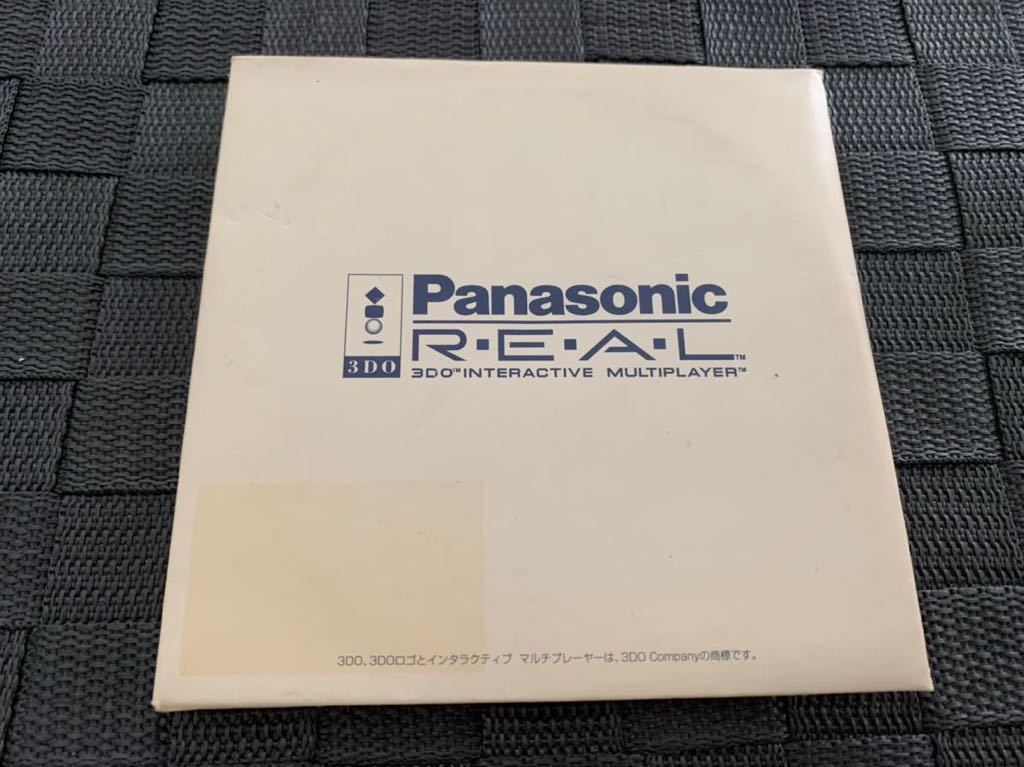 Panasonic
R·E·A·L™
3DO
3DO™ INTERACTIVE MULTIPLAYER™
3DO、3DOロゴとインタラクティブ マルチプレーヤーは、3DO Companyの商標です。